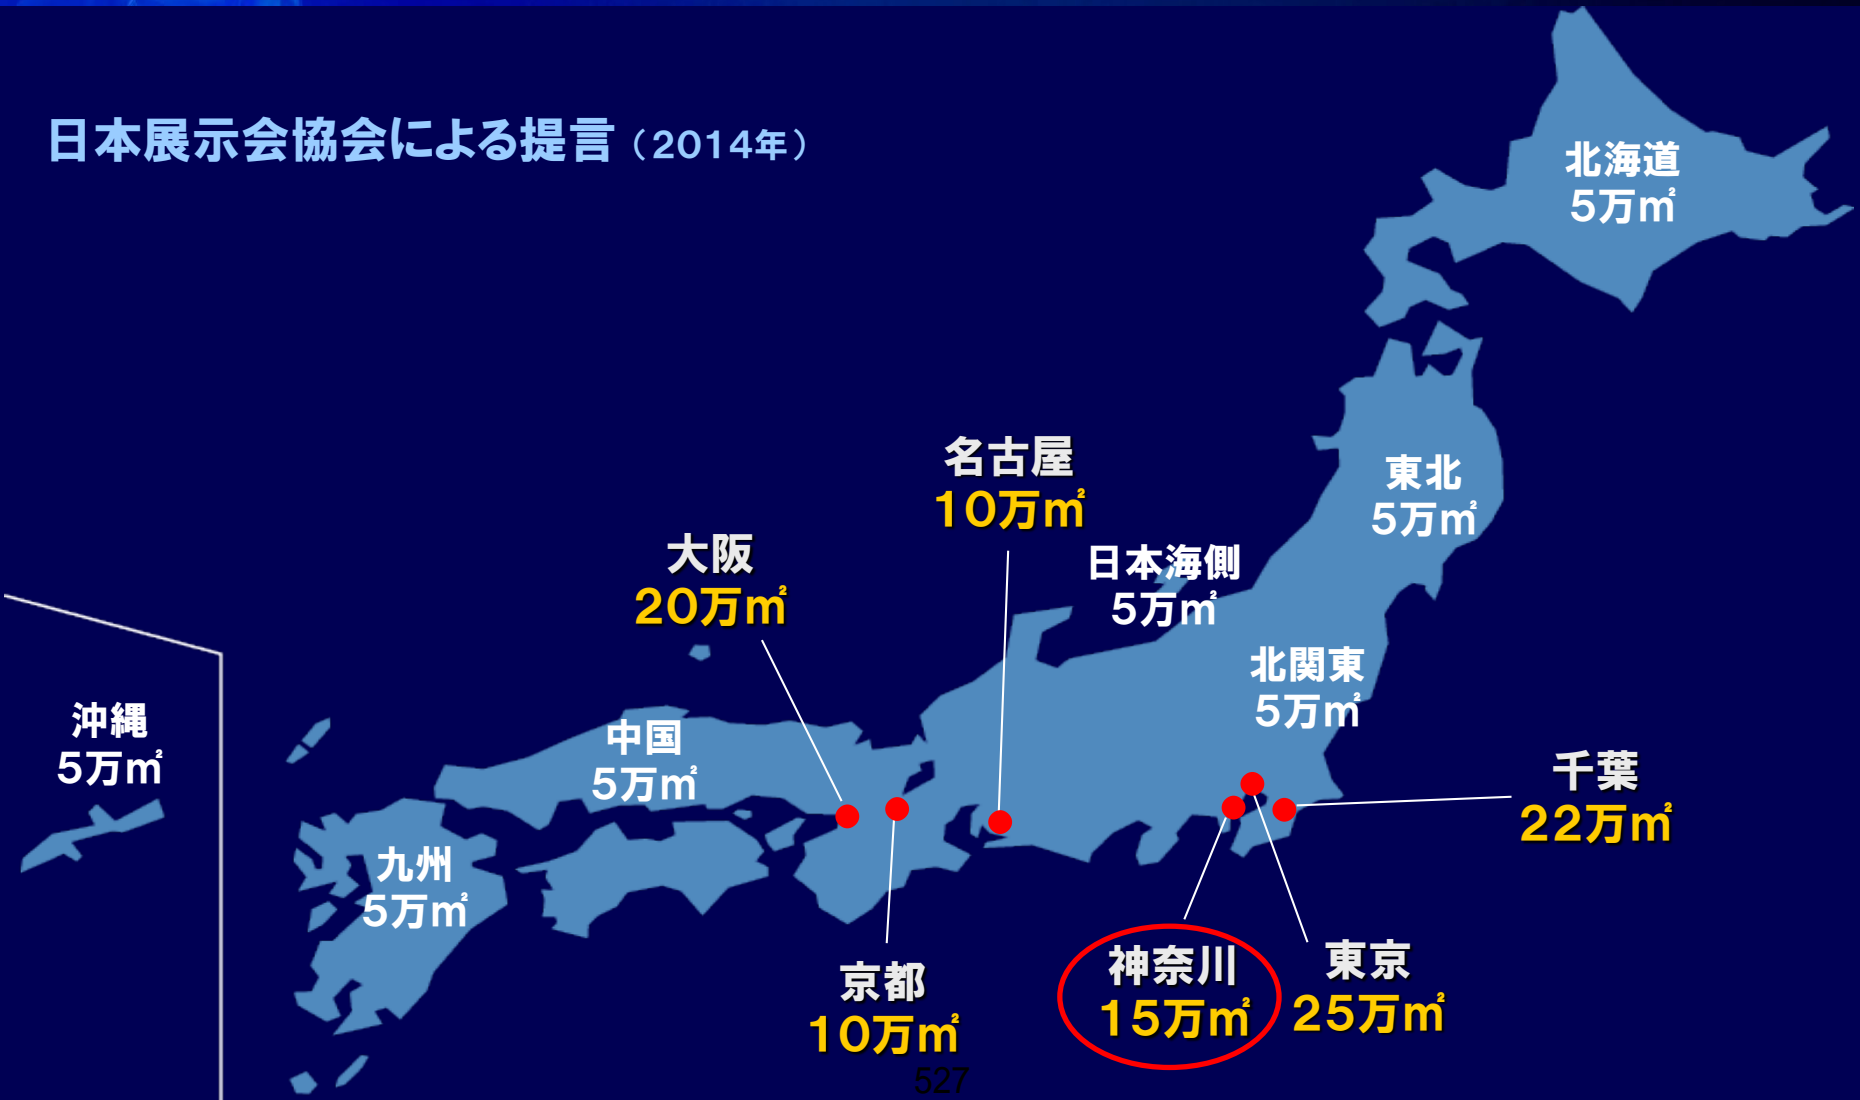 日本展示会協会による提言（2014年）
北海道
5万㎡
東北
5万㎡
名古屋
10万㎡
日本海側
5万㎡
大阪
20万㎡
北関東
5万㎡
沖縄
5万㎡
中国
5万㎡
千葉
22万㎡
九州
5万㎡
京都
10万㎡
神奈川
15万㎡
東京
25万㎡
527